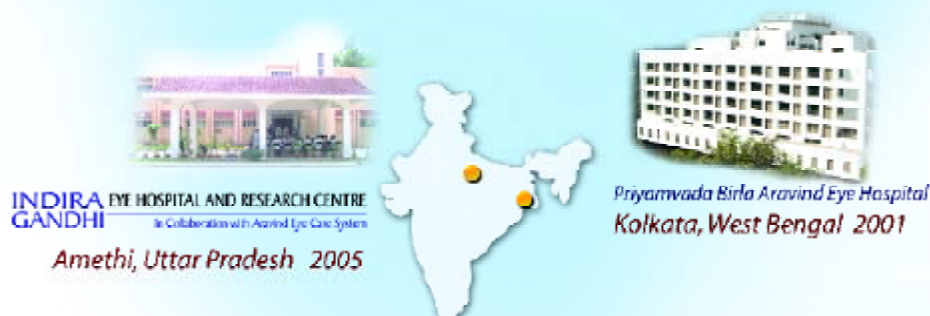 INDIRA GANDHI EYE HOSPITAL AND RESEARCH CENTRE
In Collaboration with Aravind Eye Care System
Amethi, Uttar Pradesh 2005
Priyamvada Birla Aravind Eye Hospital
Kolkata, West Bengal 2001